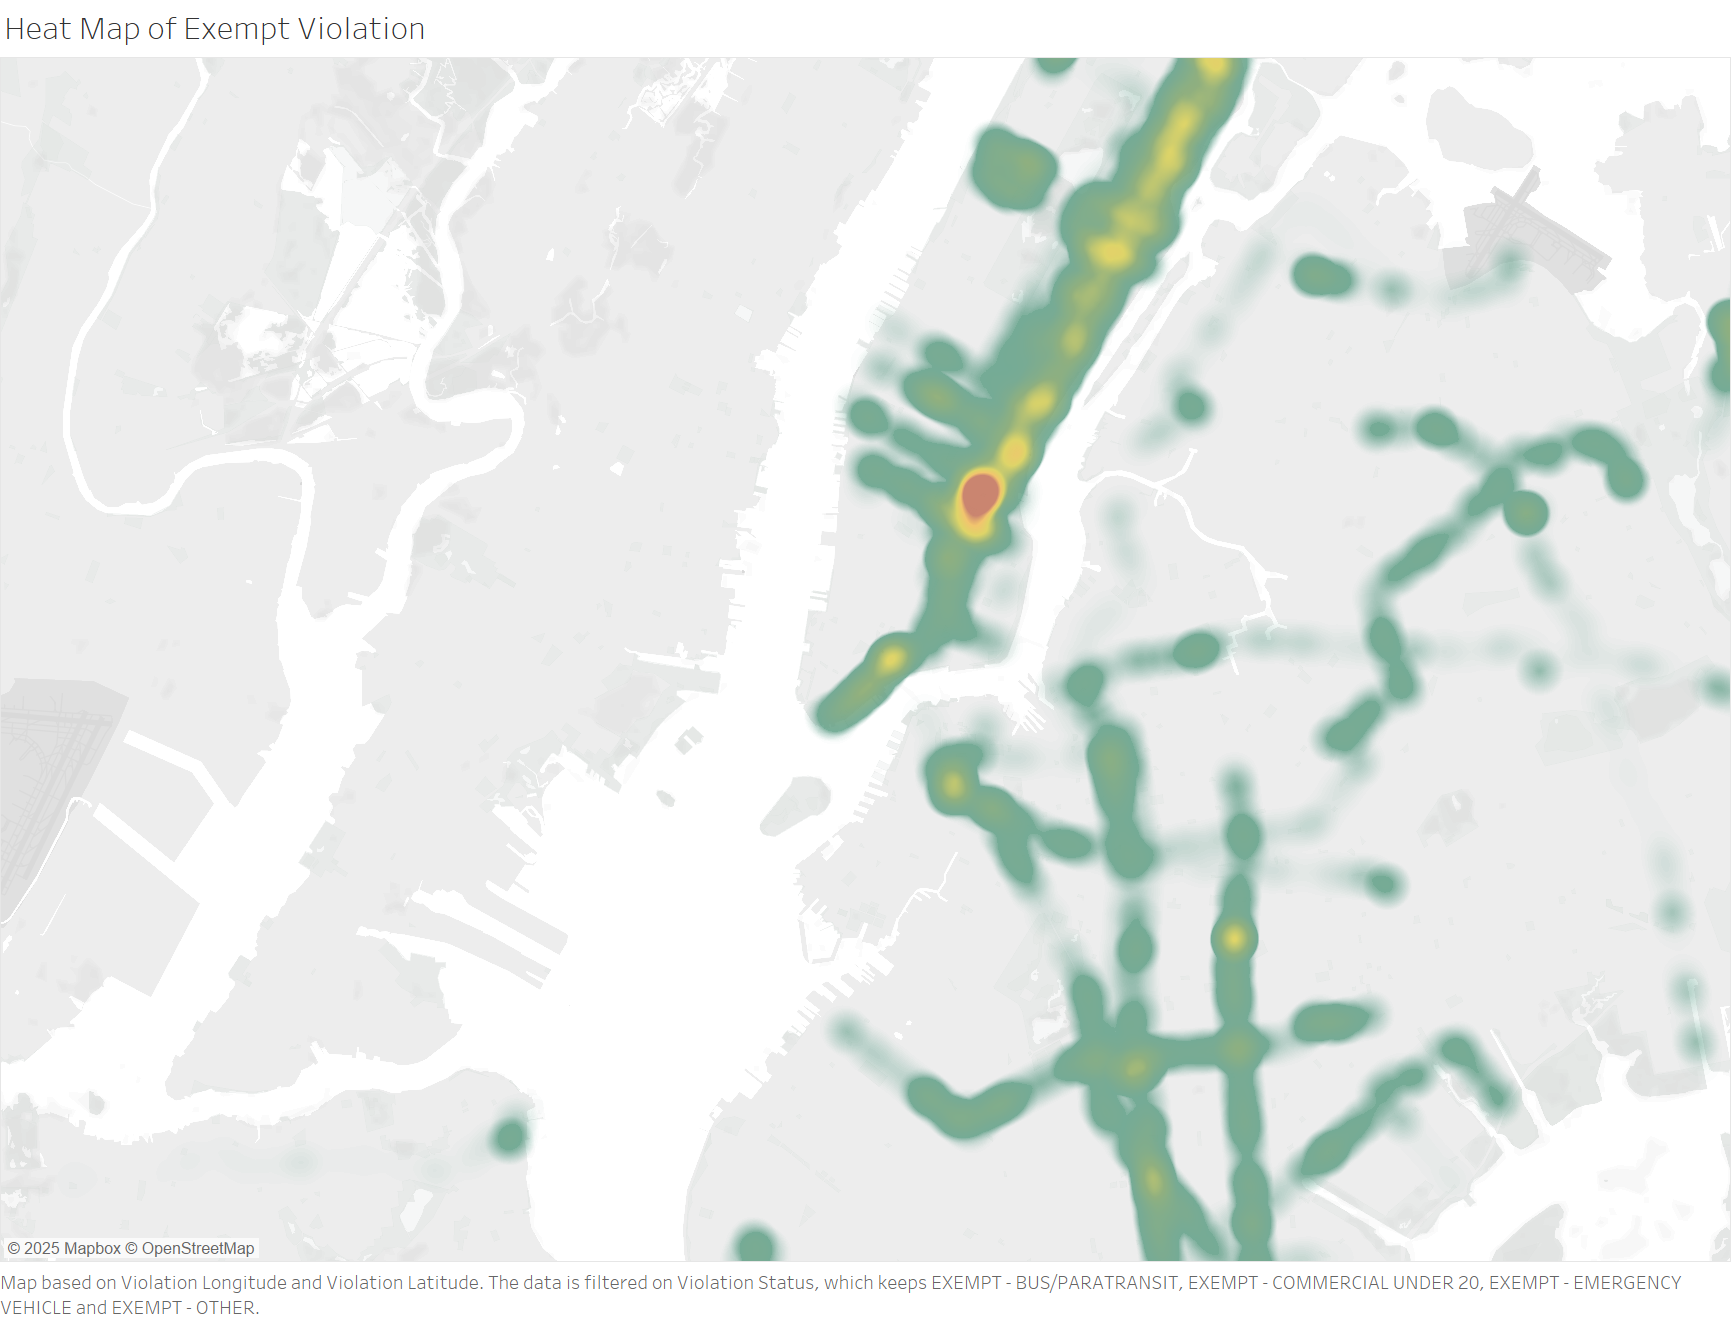 Heat Map of Exempt Violation
© 2025 Mapbox © OpenStreetMap
Map based on Violation Longitude and Violation Latitude. The data is filtered on Violation Status, which keeps EXEMPT - BUS/PARATRANSIT, EXEMPT - COMMERCIAL UNDER 20, EXEMPT - EMERGENCY
VEHICLE and EXEMPT - OTHER.